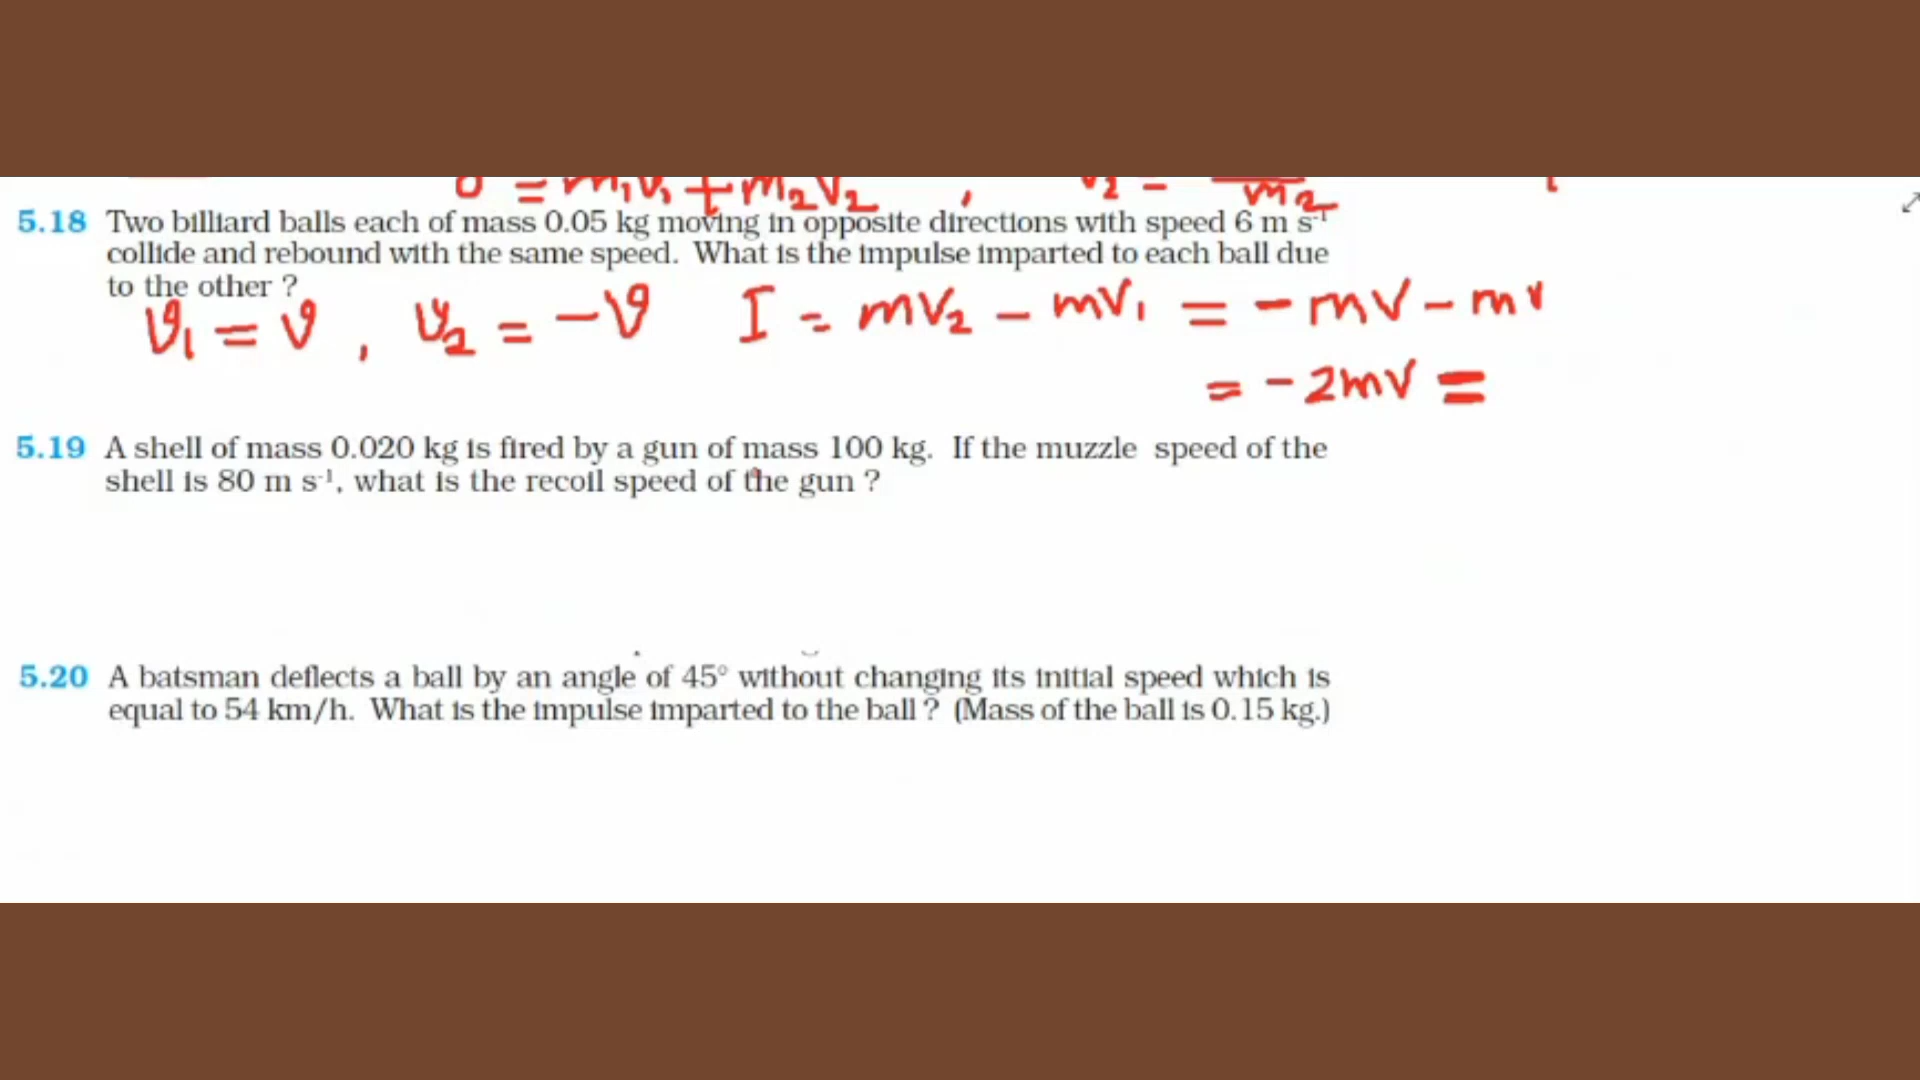 0 = m₁v₁ + m₂v₂ ,
m₂
5.18 Two billiard balls each of mass 0.05 kg moving in opposite directions with speed 6 m s⁻¹
collide and rebound with the same speed. What is the impulse imparted to each ball due
to the other ?
v₁ = v , v₂ = -v I = mv₂ - mv₁ = - mv - mv
= - 2mv =
5.19 A shell of mass 0.020 kg is fired by a gun of mass 100 kg. If the muzzle speed of the
shell is 80 m s⁻¹, what is the recoil speed of the gun ?
5.20 A batsman deflects a ball by an angle of 45° without changing its initial speed which is
equal to 54 km/h. What is the impulse imparted to the ball ? (Mass of the ball is 0.15 kg.)